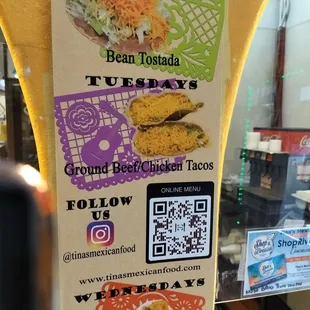 Bean Tostada
TUESDAYS
Ground Beef/Chicken Tacos
FOLLOW
US
@tinasmexicanfood
ONLINE MENU
www.tinasmexicanfood.com
WEDNESDAYS